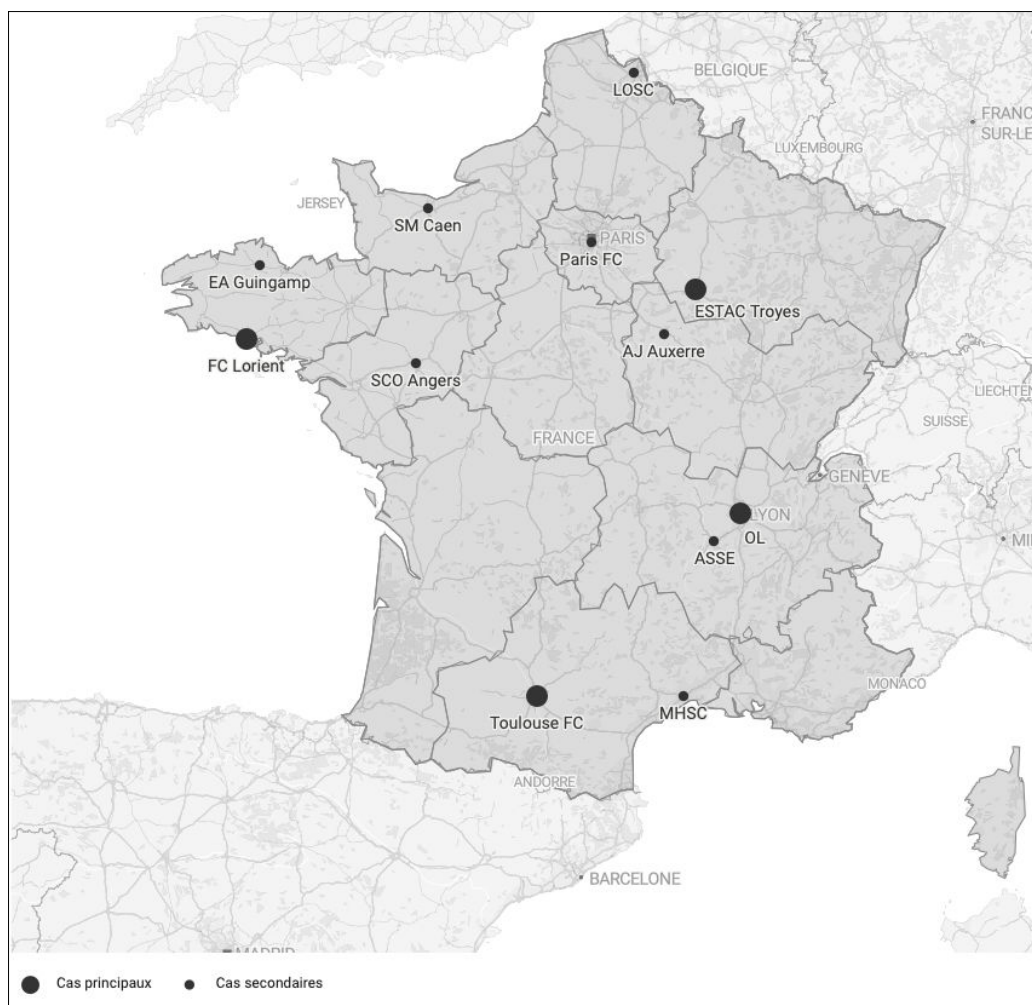 BELGIQUE
LOSC
FRANC
SUR-LE
LUXEMBOURG
JERSEY
SM Caen
PARIS
Paris FC
EA Guingamp
ESTAC Troyes
FC Lorient
SCO Angers
AJ Auxerre
LIECHTEN
SUISSE
FRANCE
GENÈVE
LYON
OL
ASSE
MI
MONACO
Toulouse FC
MHSC
ANDORRE
BARCELONE
MADRID
Cas principaux
Cas secondaires